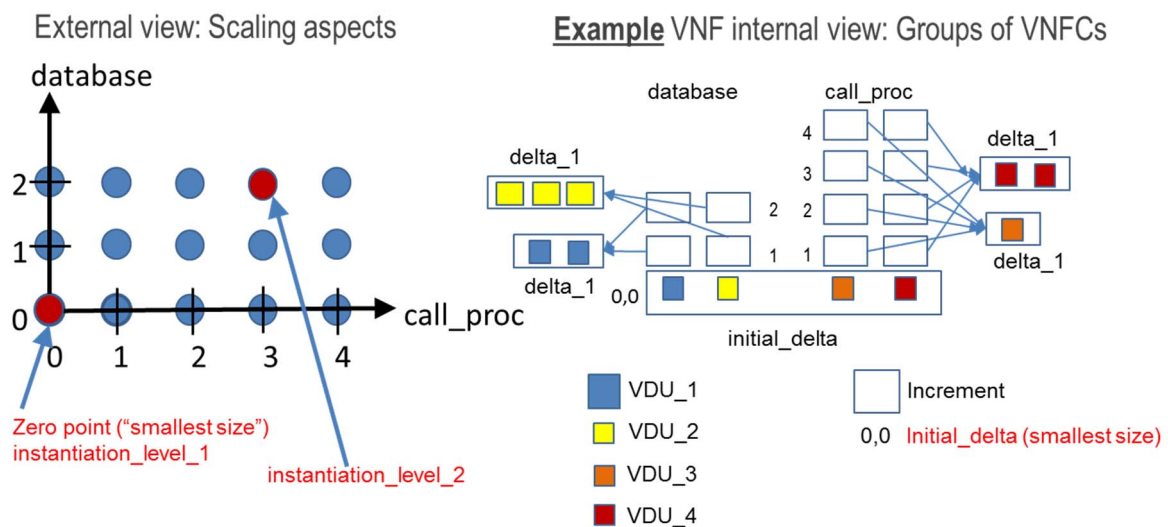 External view: Scaling aspects
database
2
1
0
0 1 2 3 4
call_proc
Zero point (“smallest size”)
instantiation_level_1
instantiation_level_2
Example VNF internal view: Groups of VNFCs
database
call_proc
delta_1
delta_1
2
1
4
3
2
1
delta_1
delta_1
0,0
initial_delta
VDU_1
VDU_2
VDU_3
VDU_4
Increment
0,0 Initial_delta (smallest size)